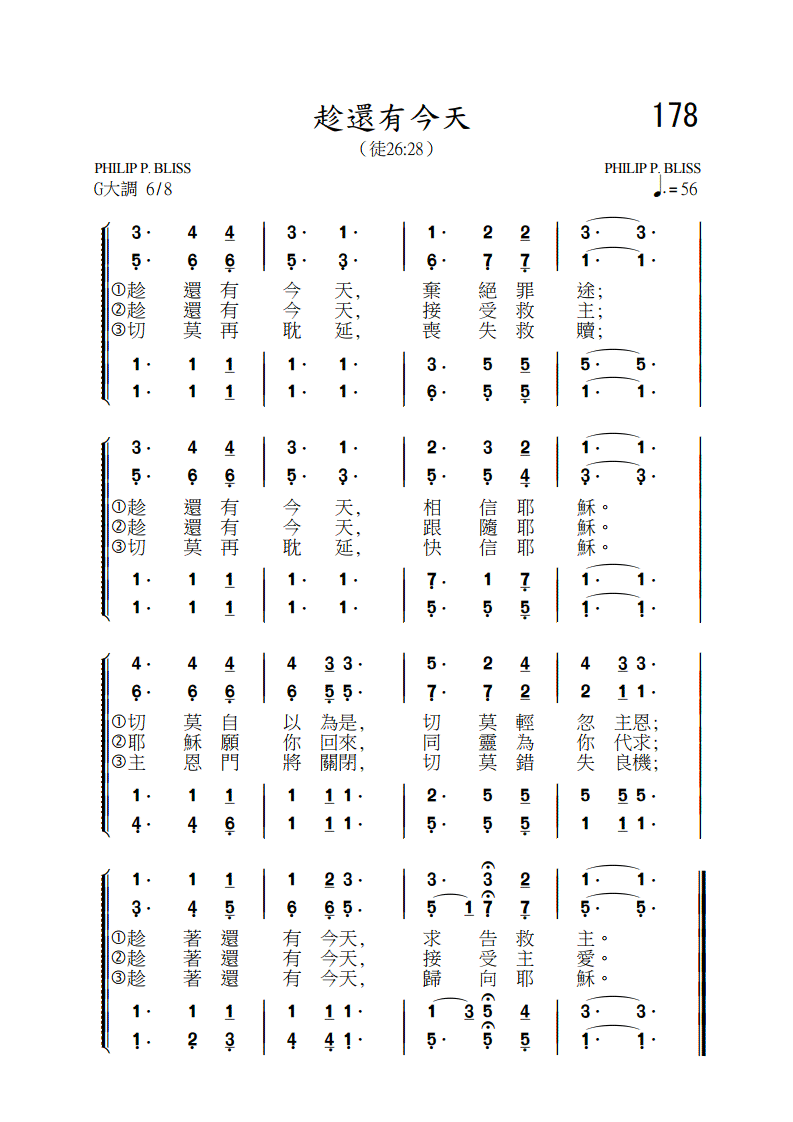 趁還有今天
178
（徒26:28）
PHILIP P. BLISS
PHILIP P. BLISS
G大調 6/8
♩. = 56
3· 4 4 | 3· 1· | 1· 2 2 | 3· 3· |
5· 6 6 | 5· 3· | 6· 7 7 | 1· 1· |
①趁還有今天，棄絕罪途；
②趁還有今天，接受救主；
③切莫再耽延，喪失救贖；
1· 1 1 | 1· 1· | 3. 5 5 | 5· 5· |
1· 1 1 | 1· 1· | 6· 5 5 | 1· 1· |
3· 4 4 | 3· 1· | 2· 3 2 | 1· 1· |
5· 6 6 | 5· 3· | 5· 5 4 | 3· 3· |
①趁還有今天，相信耶穌。
②趁還有今天，跟隨耶穌。
③切莫再耽延，快信耶穌。
1· 1 1 | 1· 1· | 7· 1 7 | 1· 1· |
1· 1 1 | 1· 1· | 5· 5 5 | 1· 1· |
4· 4 4 | 4 3 3· | 5· 2 4 | 4 3 3· |
6· 6 6 | 6 5 5· | 7· 7 2 | 2 1 1· |
①切莫自以為是，切莫輕忽主恩；
②耶穌願你回來，同靈為你代求；
③主恩門將關閉，切莫錯失良機；
1· 1 1 | 1 1 1· | 2· 5 5 | 5 5 5· |
4· 4 6 | 1 1 1· | 5· 5 5 | 1 1 1· |
1· 1 1 | 1 2 3· | 3· 3 2 | 1· 1· |
3· 4 5 | 6 6 5· | 5 1 7 7 | 5· 5· |
①趁著還有今天，求告救主。
②趁著還有今天，接受主愛。
③趁著還有今天，歸向耶穌。
1· 1 1 | 1 1 1· | 1 3 5 4 | 3· 3· |
1· 2 3 | 4 4 1· | 5· 5 5 | 1· 1· |